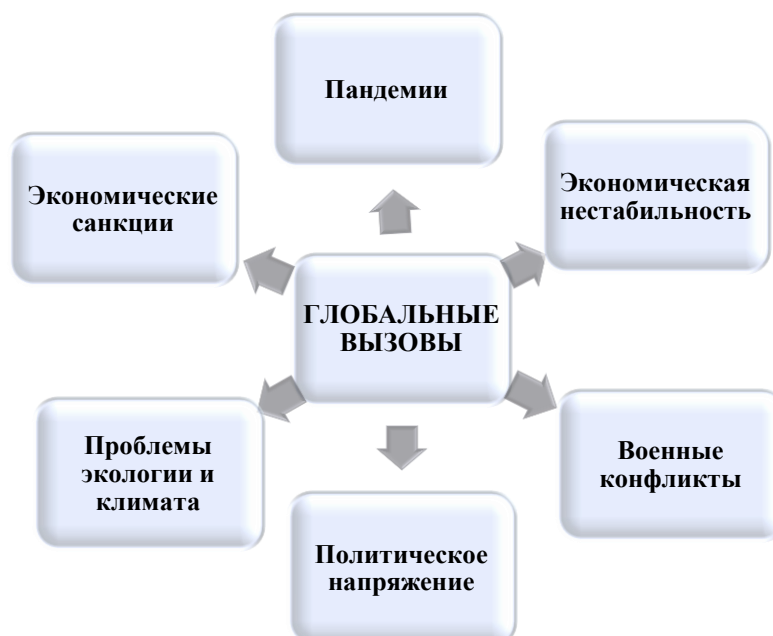 Пандемии
Экономические
санкции
Экономическая
нестабильность
ГЛОБАЛЬНЫЕ
ВЫЗОВЫ
Проблемы
экологии и
климата
Военные
конфликты
Политическое
напряжение